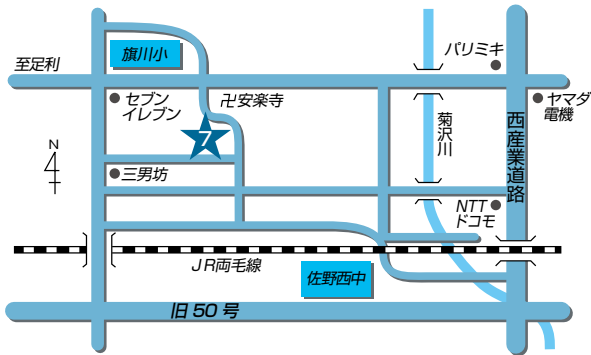 旗川小
至足利
パリミキ
セブン
イレブン
卍安楽寺
ヤマダ
電機
7
菊沢川
西産業道路
N
三男坊
NTT
ドコモ
JR両毛線
佐野西中
旧50号